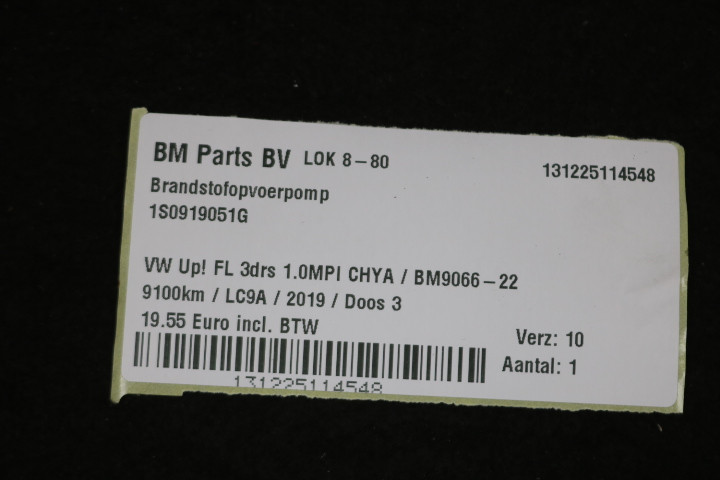 BM Parts BV LOK 8-80 131225114548
Brandstofopvoerpomp
1S0919051G
VW Up! FL 3drs 1.0MPI CHYA / BM9066-22
9100km / LC9A / 2019 / Doos 3
19.55 Euro incl. BTW
Verz: 10
Aantal: 1
131225114548